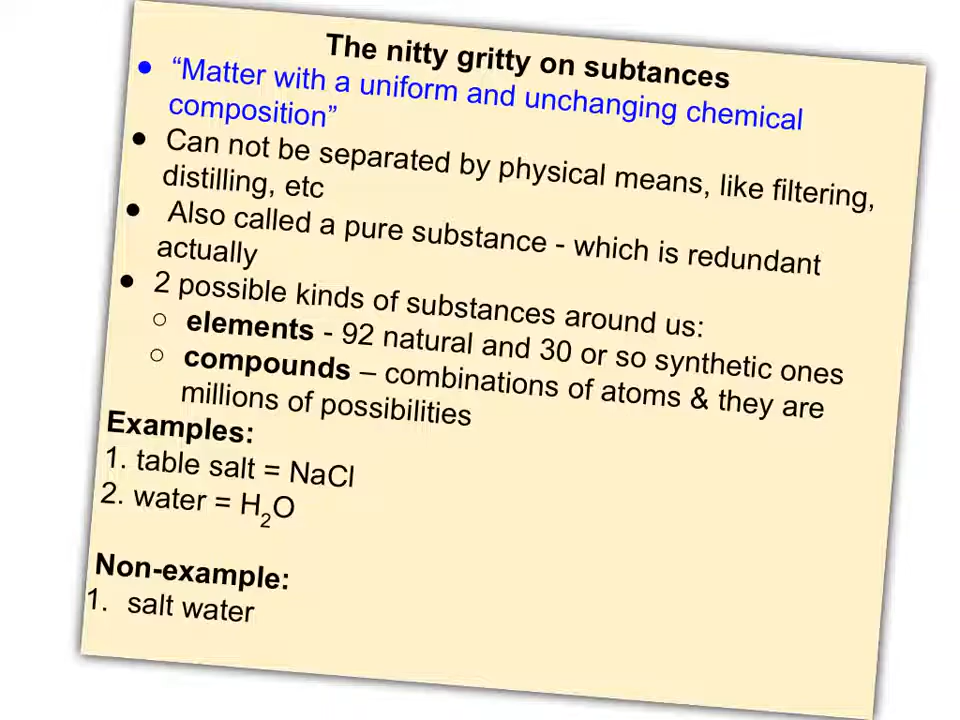 The nitty gritty on subtances
● “Matter with a uniform and unchanging chemical
composition”
● Can not be separated by physical means, like filtering,
distilling, etc
● Also called a pure substance - which is redundant
actually
● 2 possible kinds of substances around us:
○ elements - 92 natural and 30 or so synthetic ones
○ compounds – combinations of atoms & they are
millions of possibilities
Examples:
1. table salt = NaCl
2. water = H₂O
Non-example:
1. salt water